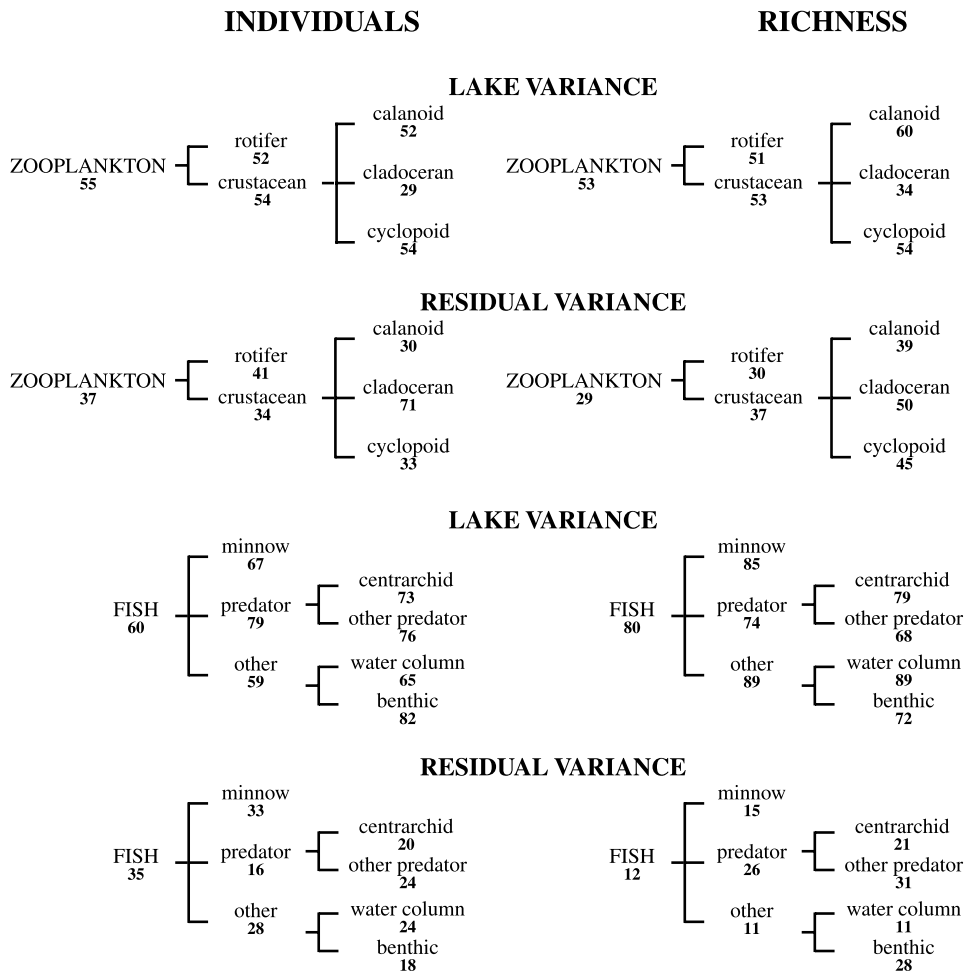 INDIVIDUALS RICHNESS
LAKE VARIANCE
calanoid calanoid
52 60
rotifer rotifer
52 51
ZOOPLANKTON cladoceran ZOOPLANKTON cladoceran
55 29 53 34
crustacean crustacean
54 53
cyclopoid cyclopoid
54 54
RESIDUAL VARIANCE
calanoid calanoid
30 39
rotifer rotifer
41 30
ZOOPLANKTON cladoceran ZOOPLANKTON cladoceran
37 71 29 50
crustacean crustacean
34 37
cyclopoid cyclopoid
33 45
LAKE VARIANCE
minnow minnow
67 85
centrarchid centrarchid
73 79
FISH predator FISH predator
60 79 80 74
other predator other predator
76 68
other water column other water column
59 65 89 89
benthic benthic
82 72
RESIDUAL VARIANCE
minnow minnow
33 15
centrarchid centrarchid
20 21
FISH predator FISH predator
35 16 12 26
other predator other predator
24 31
other water column other water column
28 24 11 11
benthic benthic
18 28